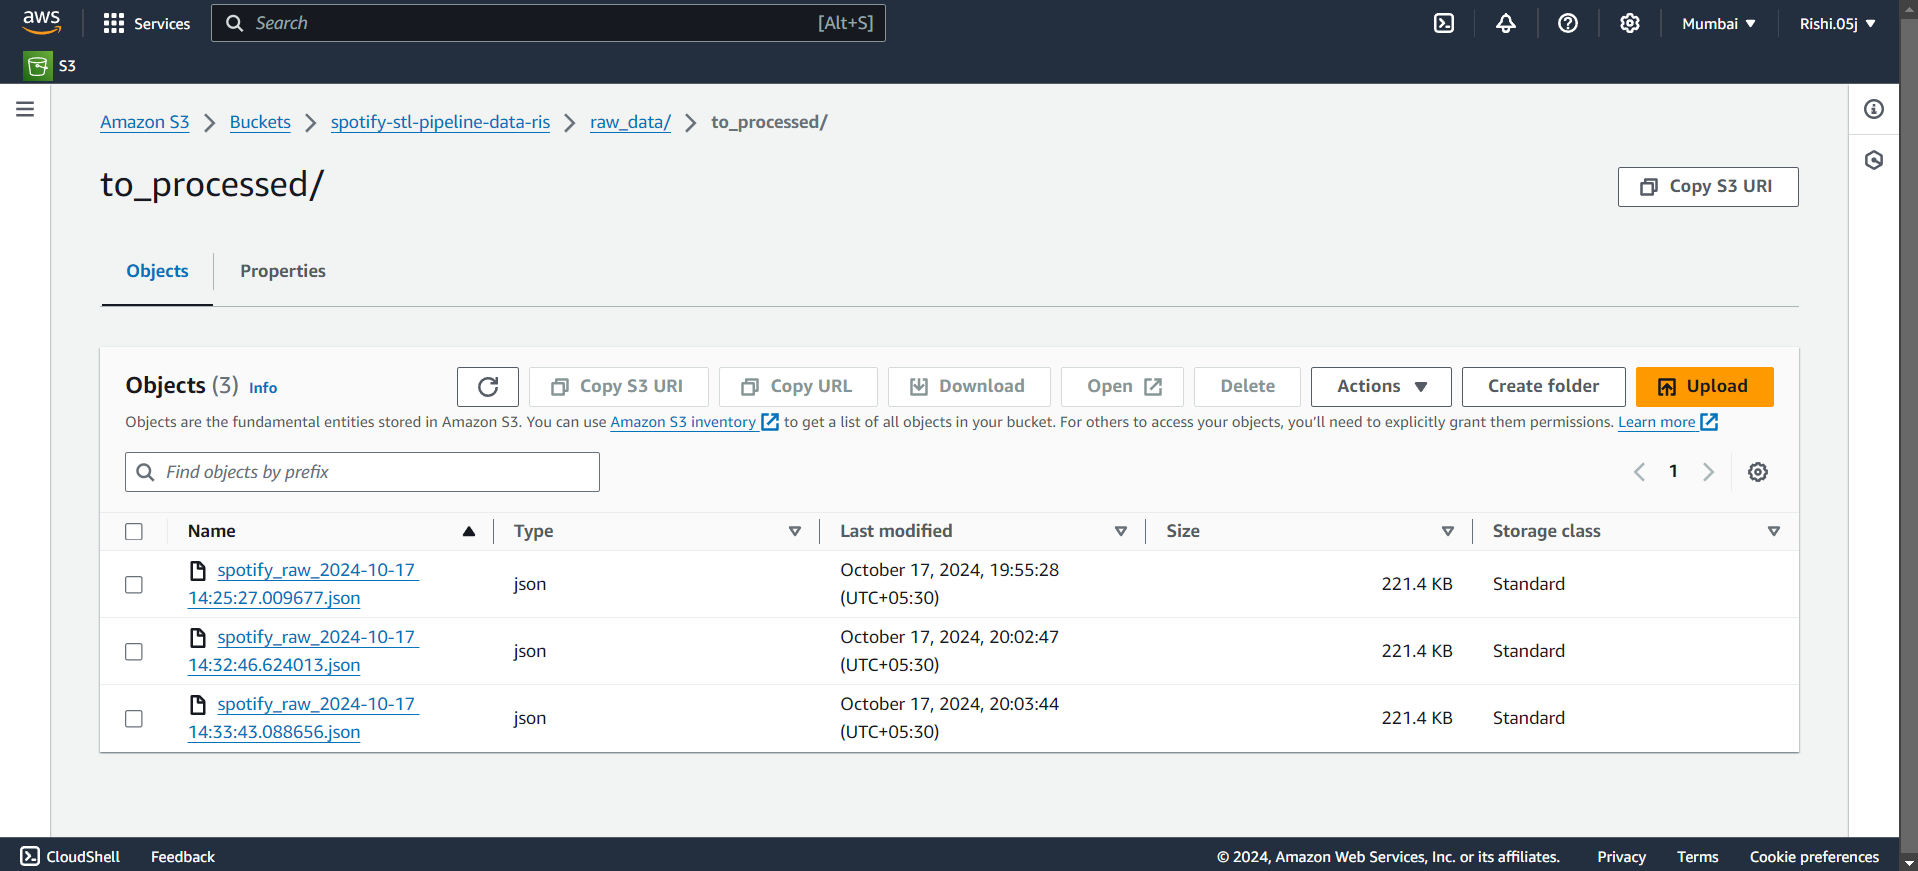 aws
Services
Search
[Alt+S]
Mumbai
Rishi.05j
S3
Amazon S3
Buckets
spotify-stl-pipeline-data-ris
raw_data/
to_processed/
to_processed/
Copy S3 URI
Objects
Properties
Objects (3)
Info
Copy S3 URI
Copy URL
Download
Open
Delete
Actions
Create folder
Upload
Objects are the fundamental entities stored in Amazon S3. You can use Amazon S3 inventory to get a list of all objects in your bucket. For others to access your objects, you'll need to explicitly grant them permissions. Learn more
Find objects by prefix
1
Name
Type
Last modified
Size
Storage class
spotify_raw_2024-10-17
14:25:27.009677.json
json
October 17, 2024, 19:55:28
(UTC+05:30)
221.4 KB
Standard
spotify_raw_2024-10-17
14:32:46.624013.json
json
October 17, 2024, 20:02:47
(UTC+05:30)
221.4 KB
Standard
spotify_raw_2024-10-17
14:33:43.088656.json
json
October 17, 2024, 20:03:44
(UTC+05:30)
221.4 KB
Standard
CloudShell
Feedback
© 2024, Amazon Web Services, Inc. or its affiliates.
Privacy
Terms
Cookie preferences